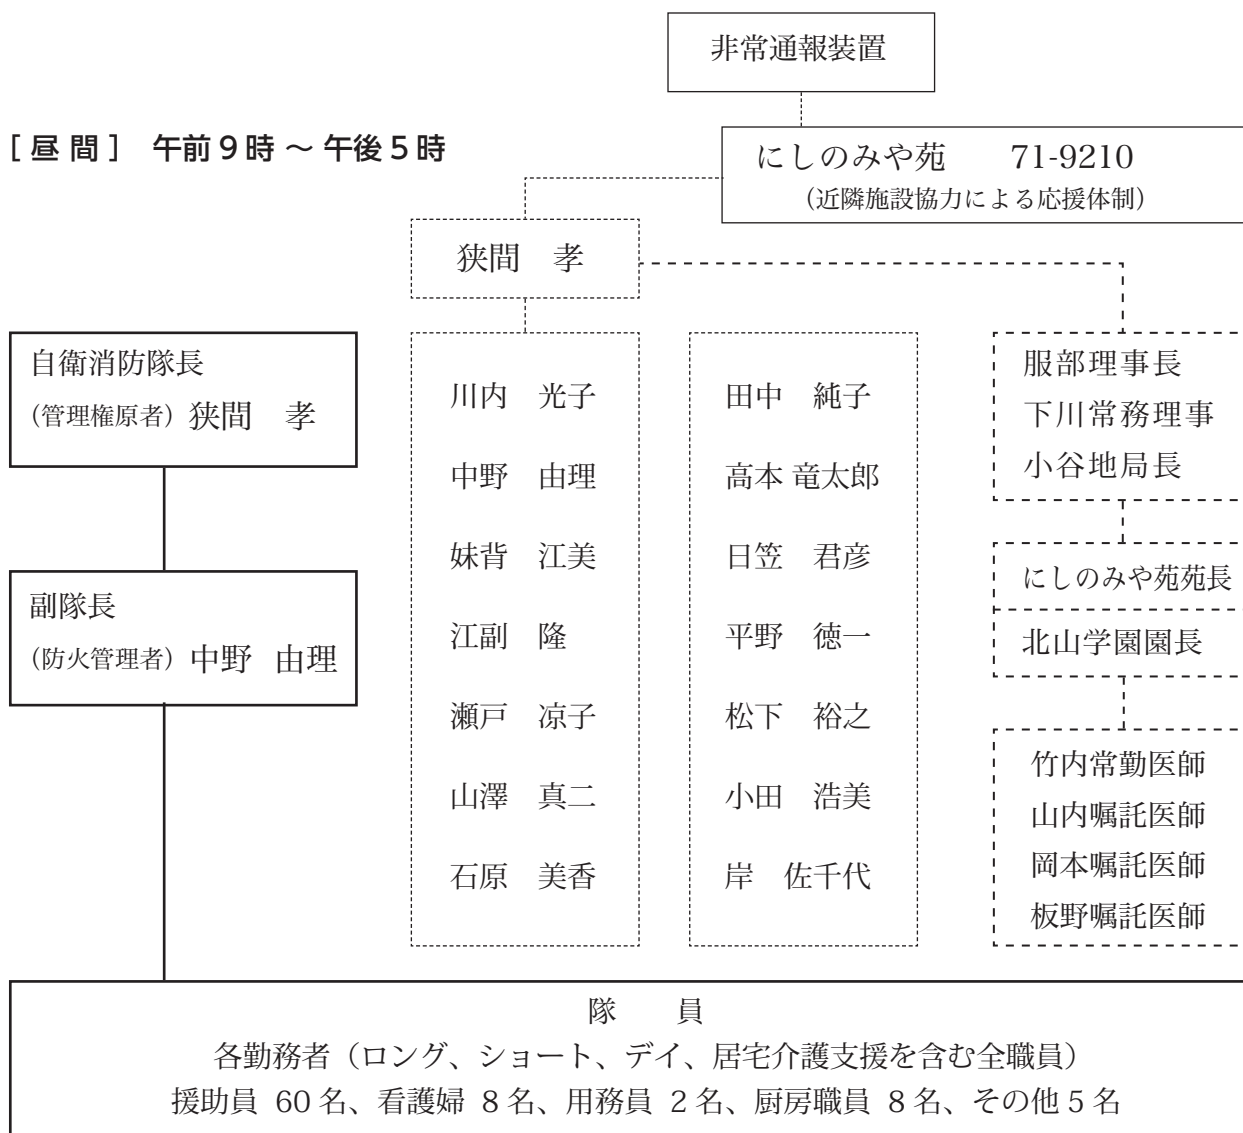 非常通報装置
[ 昼 間 ]　午前 9 時 ～ 午後 5 時
にしのみや苑　　71-9210
（近隣施設協力による応援体制）
狭間　孝
自衛消防隊長
（管理権原者）狭間　孝
副隊長
（防火管理者）中野　由理
川内　光子
中野　由理
妹背　江美
江副　隆
瀬戸　凉子
山澤　真二
石原　美香
田中　純子
高本 竜太郎
日笠　君彦
平野　徳一
松下　裕之
小田　浩美
岸　佐千代
服部理事長
下川常務理事
小谷地局長
にしのみや苑苑長
北山学園園長
竹内常勤医師
山内嘱託医師
岡本嘱託医師
板野嘱託医師
隊　　員
各勤務者（ロング、ショート、デイ、居宅介護支援を含む全職員）
援助員 60 名、看護婦 8 名、用務員 2 名、厨房職員 8 名、その他 5 名